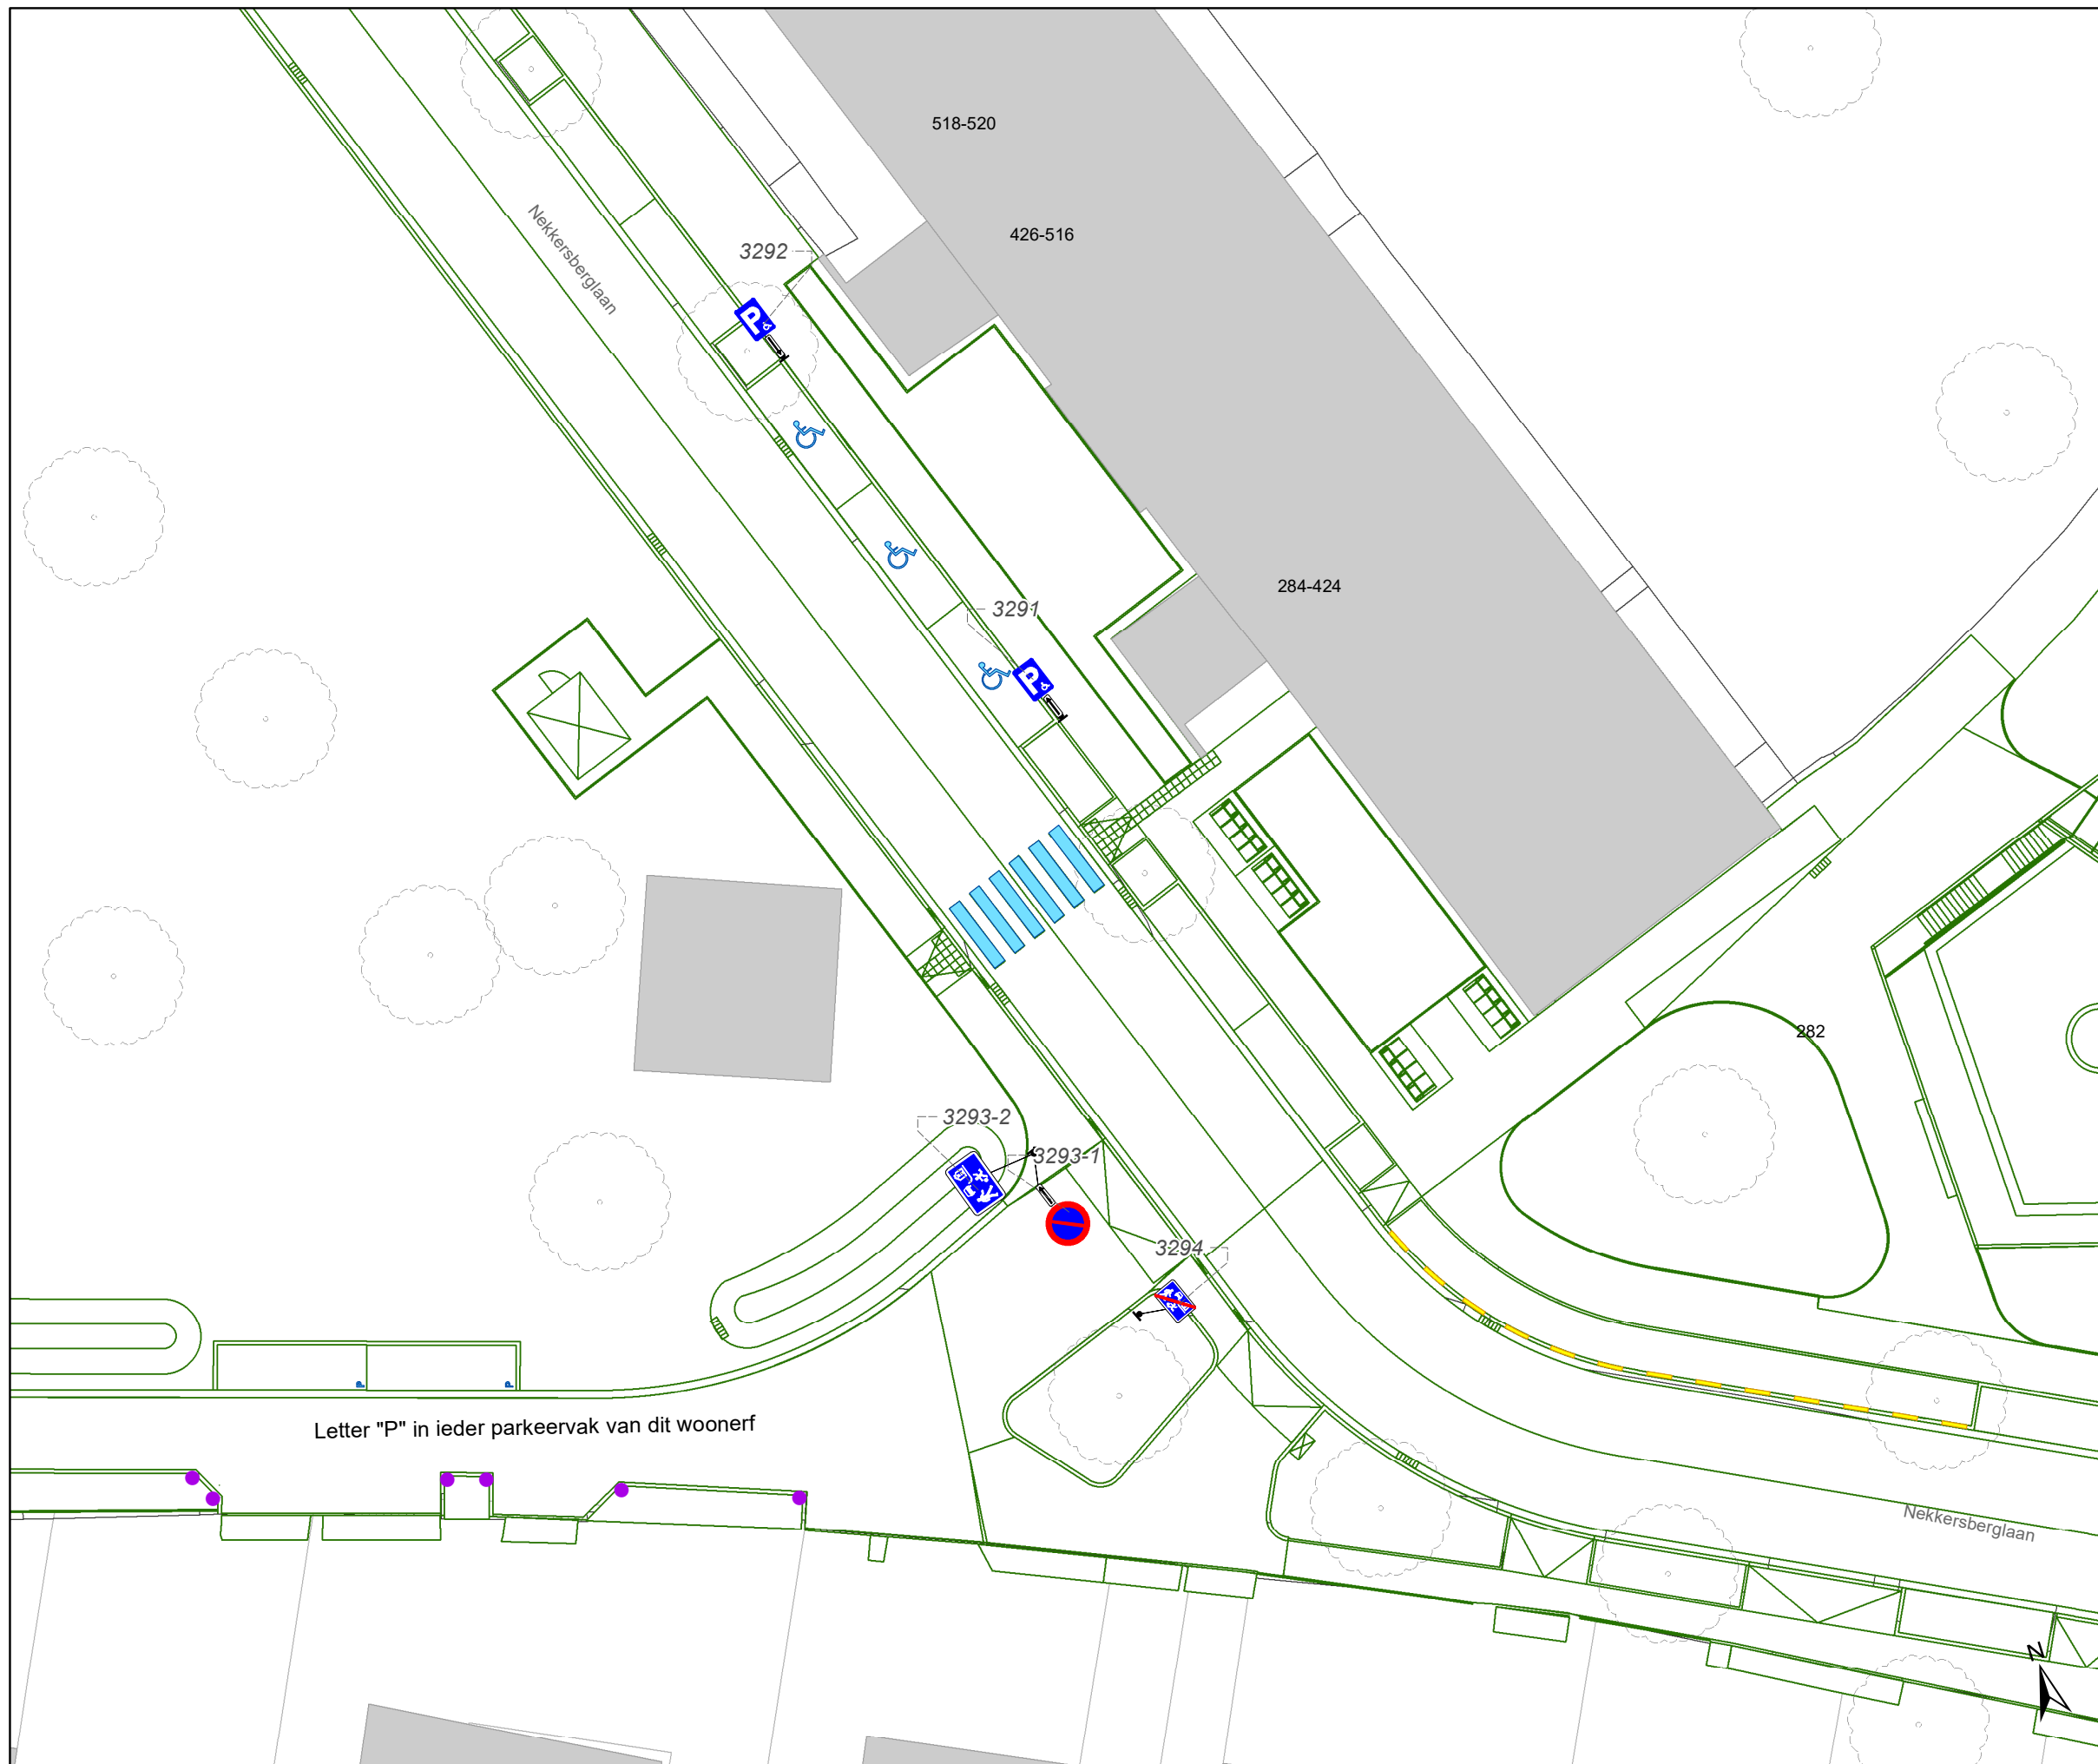 518-520
426-516
Nekkersberglaan
3292
P
284-424
3291
P
282
3293-2
3293-1
3294
Letter "P" in ieder parkeervak van dit woonerf
P
P
Nekkersberglaan
N